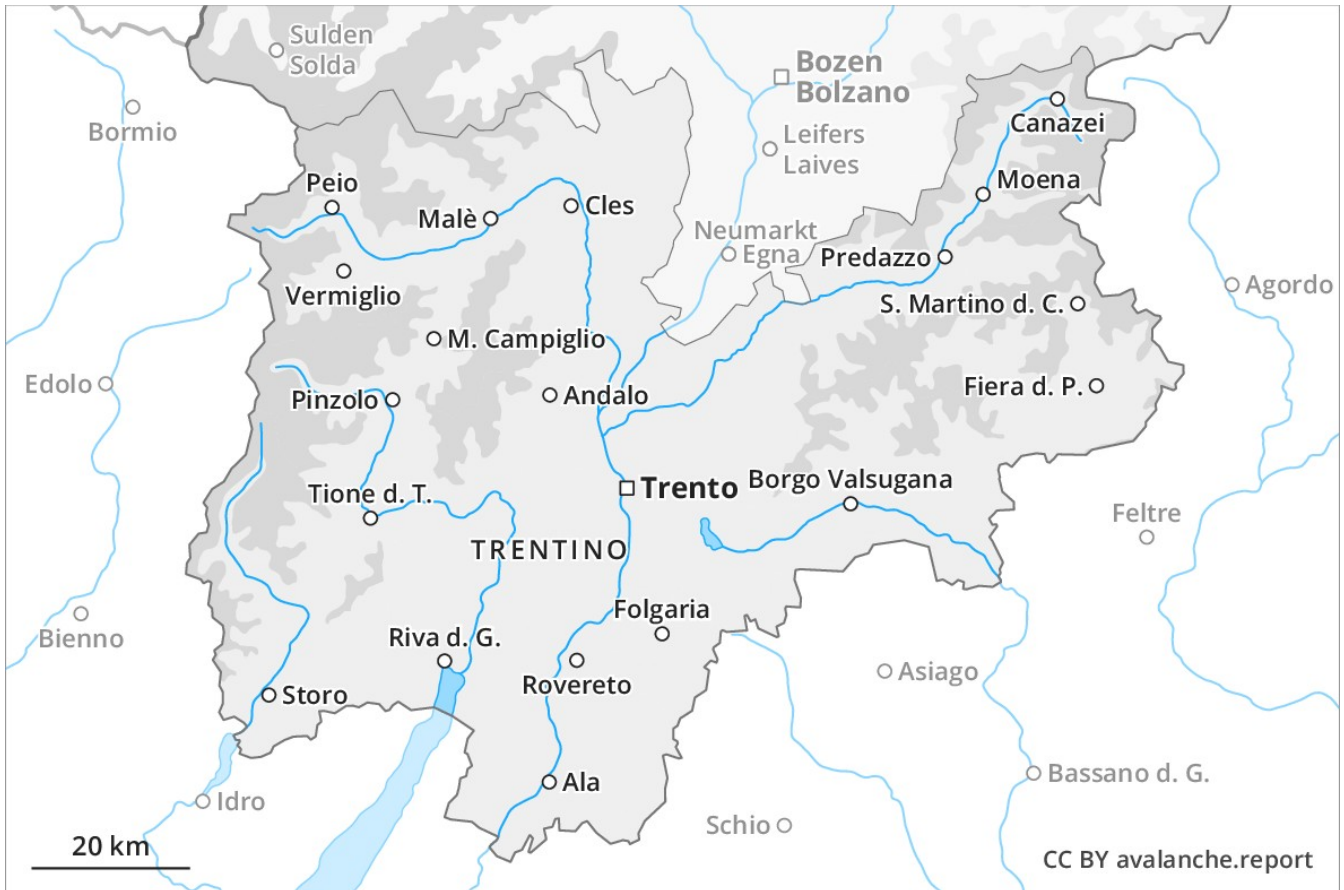 Sulden
Solda
Bozen
Bolzano
Bormio
Canazei
Leifers
Laives
Peio
Moena
Malè
Cles
Neumarkt
Egna
Predazzo
Vermiglio
S. Martino d. C.
Agordo
M. Campiglio
Edolo
Pinzolo
Andalo
Fiera d. P.
Tione d. T.
Trento
Borgo Valsugana
Feltre
TRENTINO
Folgaria
Bienno
Riva d. G.
Asiago
Rovereto
Storo
Bassano d. G.
Ala
Idro
Schio
20 km
CC BY avalanche.report